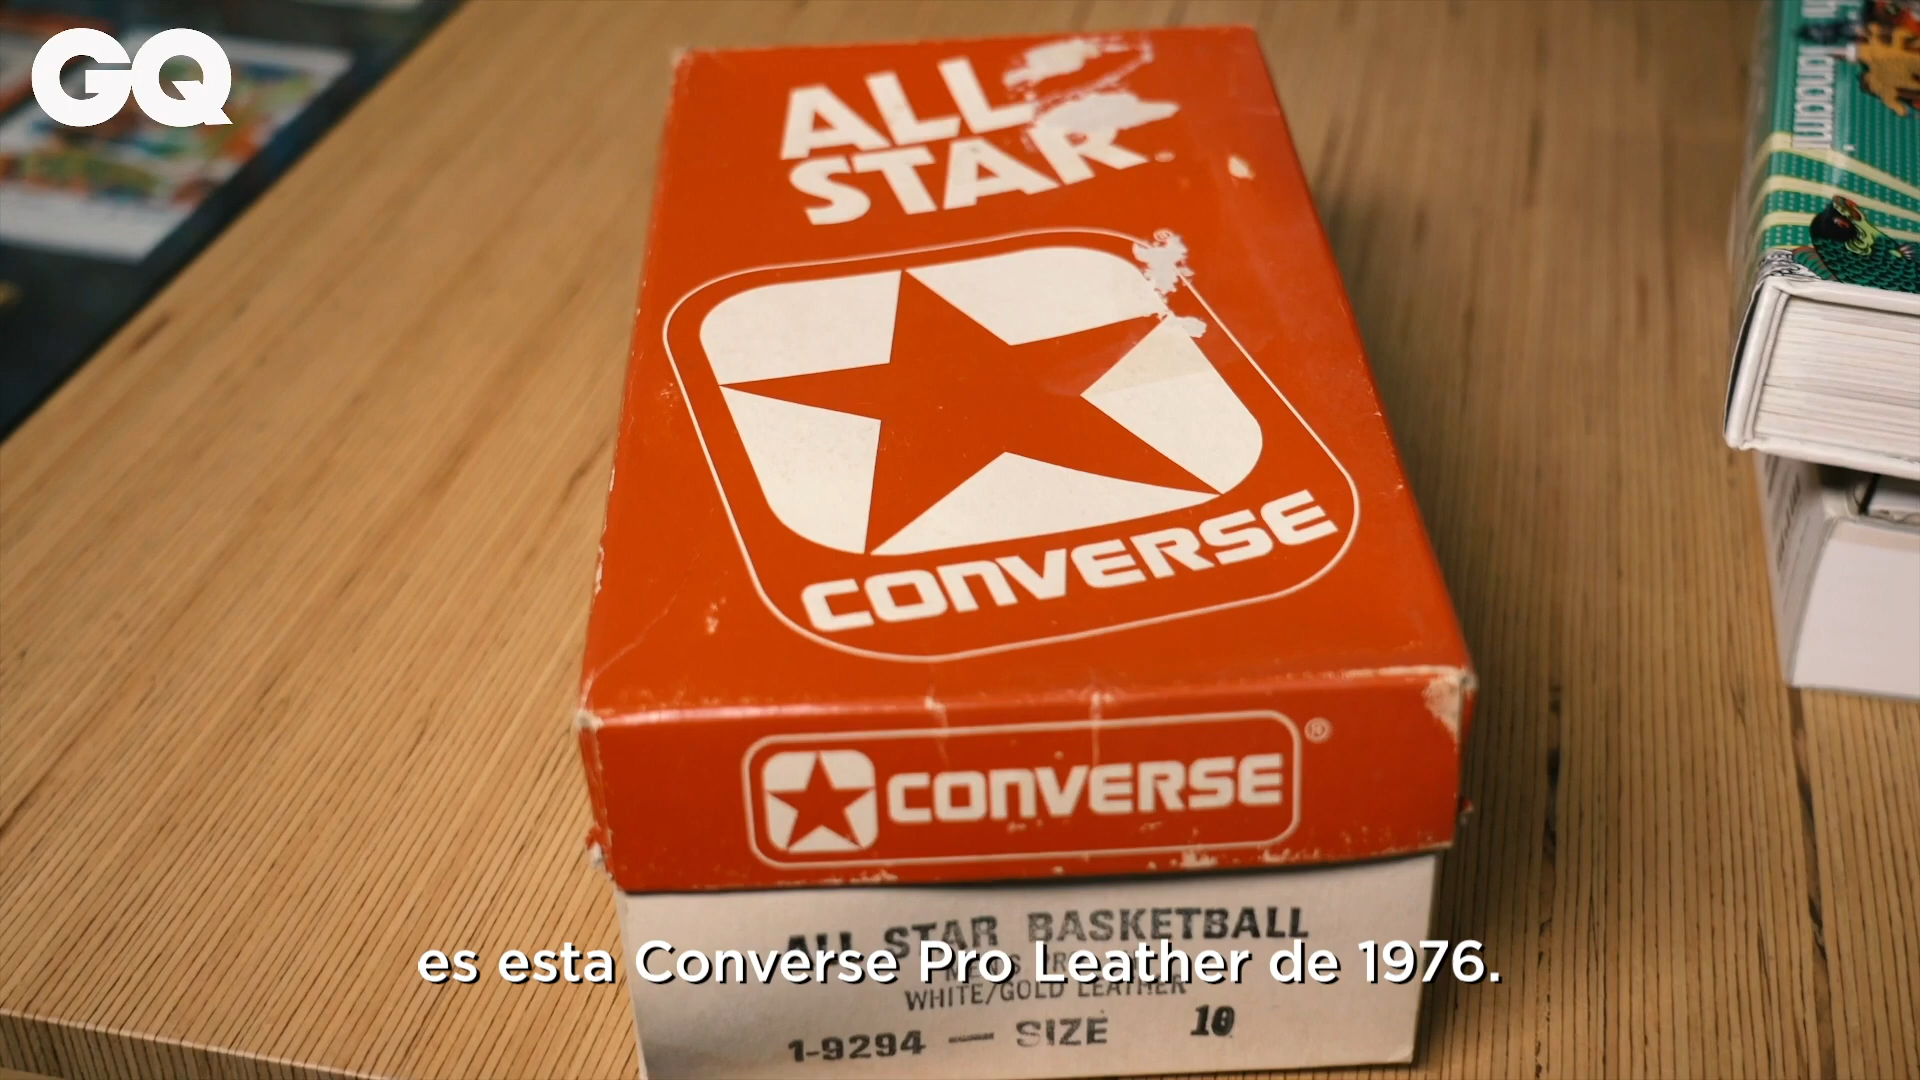 GQ
ALL
STAR
CONVERSE
CONVERSE ®
ALL STAR BASKETBALL
es esta Converse Pro Leather de 1976.
WHITE/GOLD LEATHER
1-9294 — SIZE 10
Tanaami